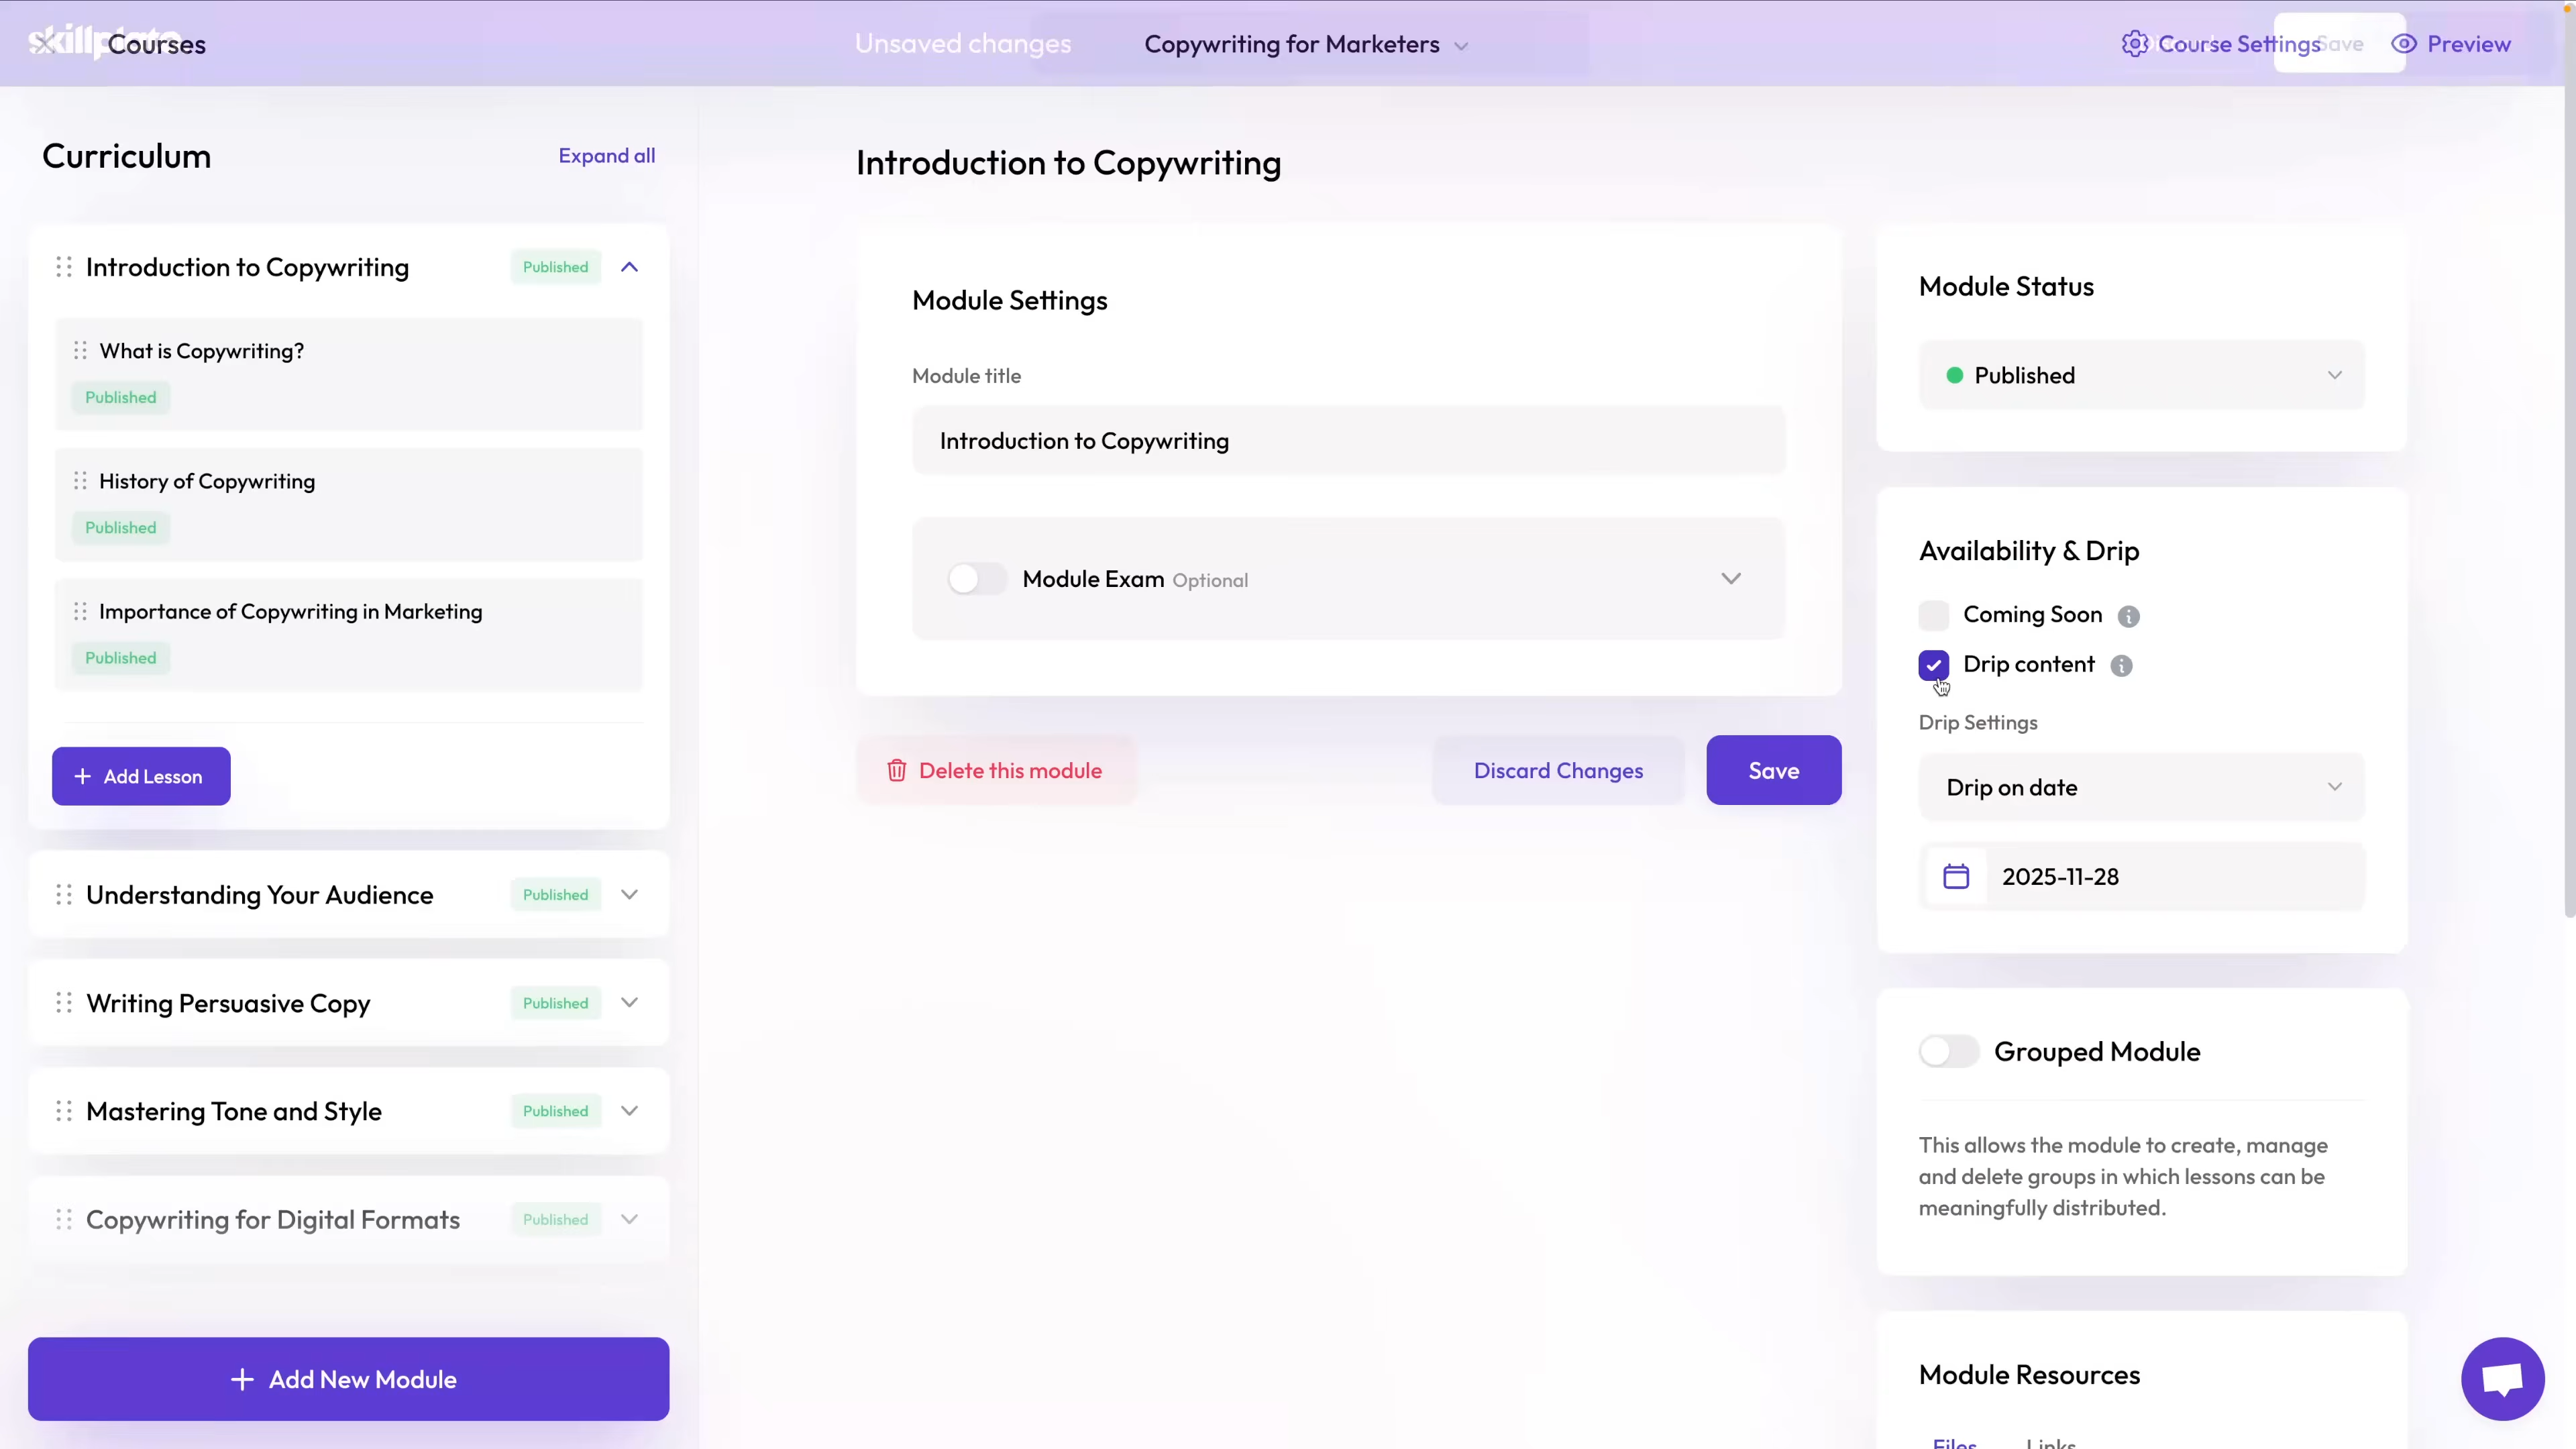 skillplate
Courses
Unsaved changes
Copywriting for Marketers
Course Settings
Save
Preview
Curriculum
Expand all
Introduction to Copywriting
Published
What is Copywriting?
Published
History of Copywriting
Published
Importance of Copywriting in Marketing
Published
+ Add Lesson
Understanding Your Audience
Published
Writing Persuasive Copy
Published
Mastering Tone and Style
Published
Copywriting for Digital Formats
Published
+ Add New Module
Introduction to Copywriting
Module Settings
Module title
Introduction to Copywriting
Module Exam Optional
Delete this module
Discard Changes
Save
Module Status
Published
Availability & Drip
Coming Soon
Drip content
Drip Settings
Drip on date
2025-11-28
Grouped Module
This allows the module to create, manage
and delete groups in which lessons can be
meaningfully distributed.
Module Resources
Files
Links